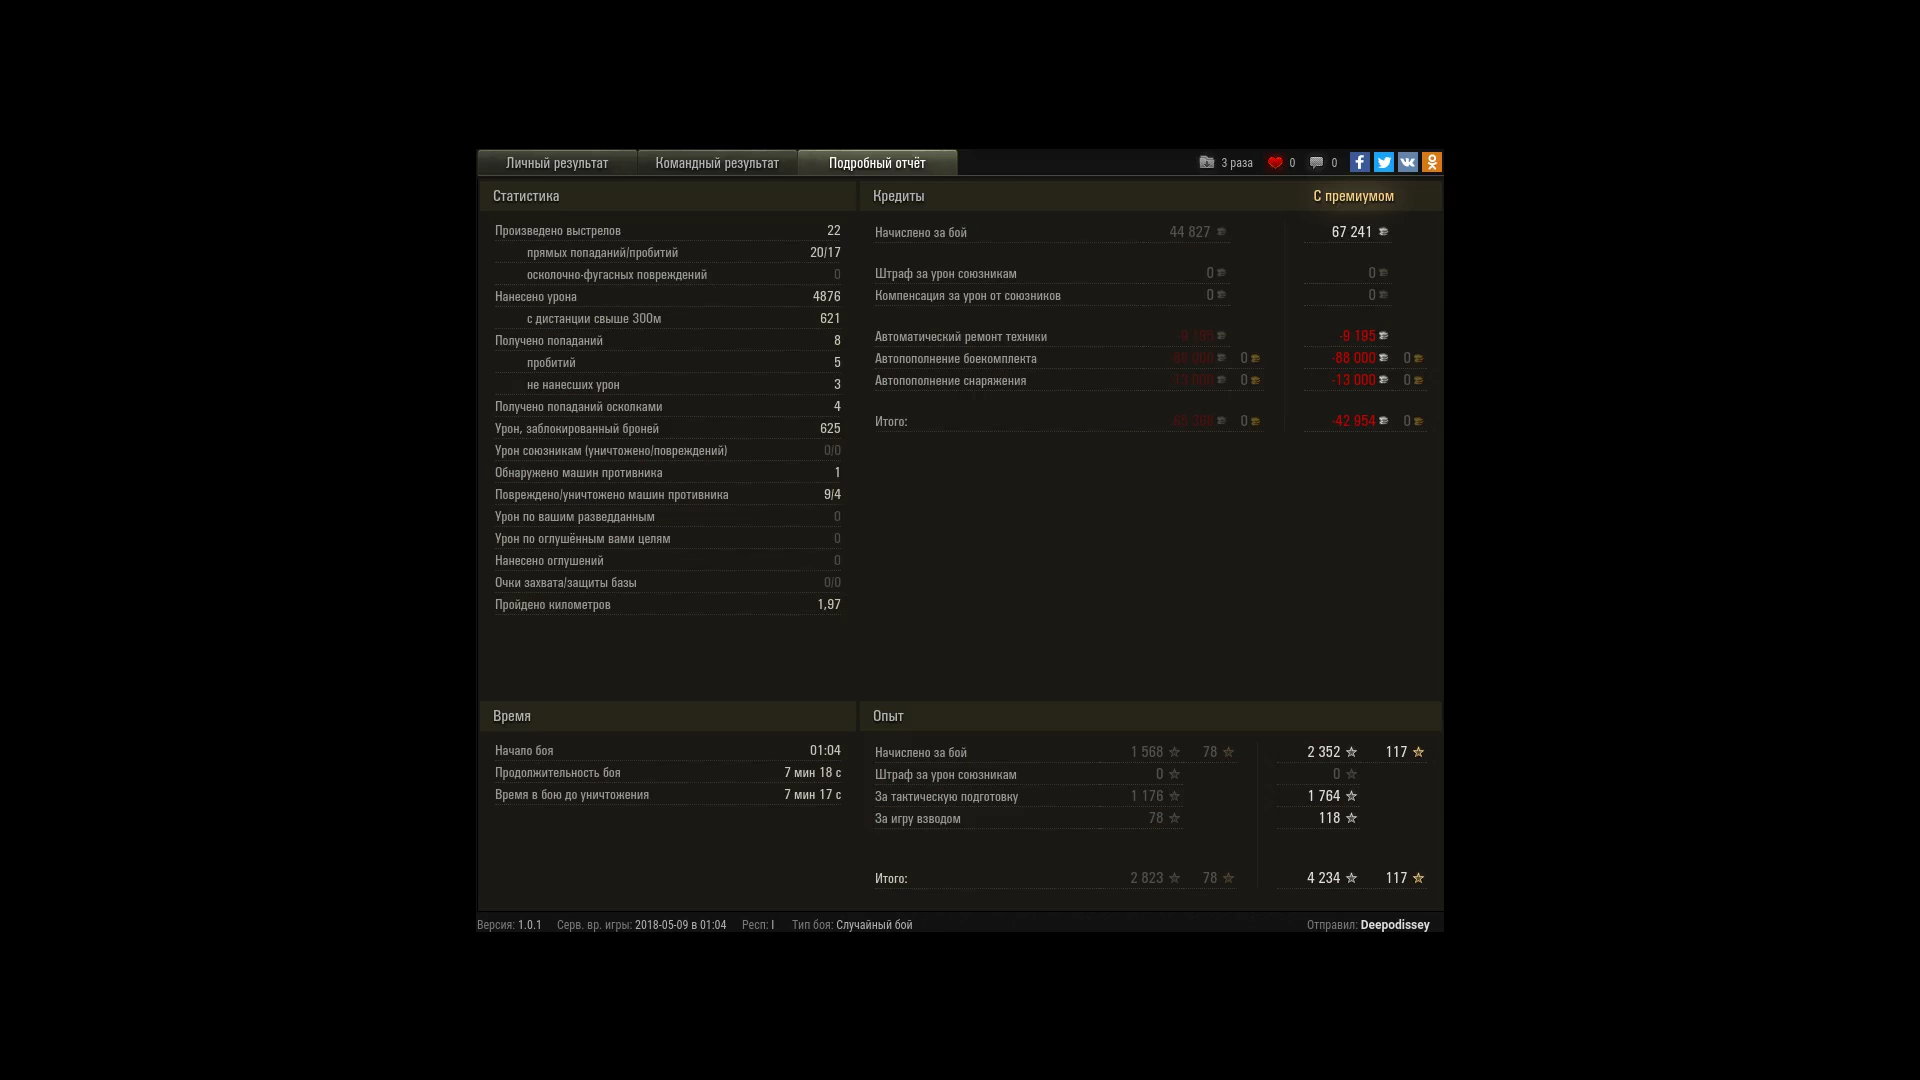 Личный результат Командный результат Подробный отчёт 3 раза 0 0
Статистика
Произведено выстрелов 22
прямых попаданий/пробитий 20/17
осколочно-фугасных повреждений 0
Нанесено урона 4876
с дистанции свыше 300м 621
Получено попаданий 8
пробитий 5
не нанесших урон 3
Получено попаданий осколками 4
Урон, заблокированный броней 625
Урон союзникам (уничтожено/повреждений) 0/0
Обнаружено машин противника 1
Повреждено/уничтожено машин противника 9/4
Урон по вашим разведданным 0
Урон по оглушённым вами целям 0
Нанесено оглушений 0
Очки захвата/защиты базы 0/0
Пройдено километров 1,97
Кредиты С премиумом
Начислено за бой 44 827 67 241
Штраф за урон союзникам 0 0
Компенсация за урон от союзников 0 0
Автоматический ремонт техники -9 195 -9 195
Автопополнение боекомплекта -88 000 0 -88 000 0
Автопополнение снаряжения -13 000 0 -13 000 0
Итого: -65 368 0 -42 954 0
Время
Начало боя 01:04
Продолжительность боя 7 мин 18 с
Время в бою до уничтожения 7 мин 17 с
Опыт
Начислено за бой 1 568 78 2 352 117
Штраф за урон союзникам 0 0
За тактическую подготовку 1 176 1 764
За игру взводом 78 118
Итого: 2 823 78 4 234 117
Версия: 1.0.1 Серв. вр. игры: 2018-05-09 в 01:04 Респ: I Тип боя: Случайный бой Отправил: Deepodissey